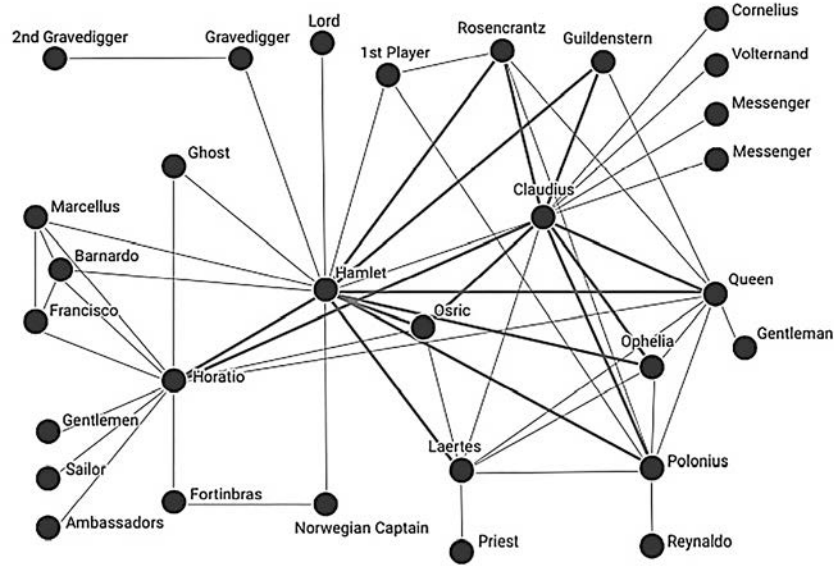 Cornelius
Lord
Rosencrantz
2nd Gravedigger
Gravedigger
1st Player
Guildenstern
Volternand
Messenger
Ghost
Messenger
Claudius
Marcellus
Barnardo
Hamlet
Queen
Francisco
Osric
Gentleman
Ophelia
Horatio
Gentlemen
Laertes
Polonius
Sailor
Fortinbras
Ambassadors
Norwegian Captain
Priest
Reynaldo